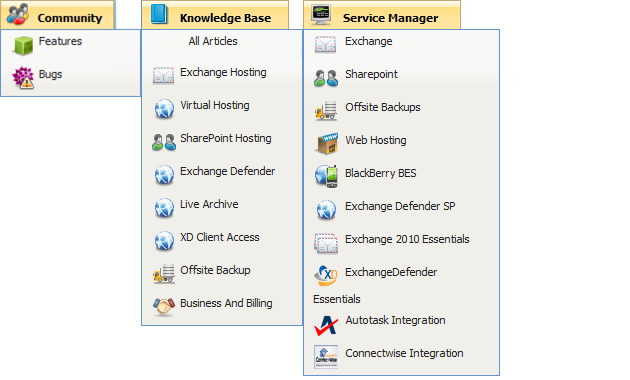 Community
Features
Bugs
Knowledge Base
All Articles
Exchange Hosting
Virtual Hosting
SharePoint Hosting
Exchange Defender
Live Archive
XD Client Access
Offsite Backup
Business And Billing
Service Manager
Exchange
Sharepoint
Offsite Backups
Web Hosting
BlackBerry BES
Exchange Defender SP
Exchange 2010 Essentials
XD
ExchangeDefender
Essentials
Autotask Integration
Connectwise Integration